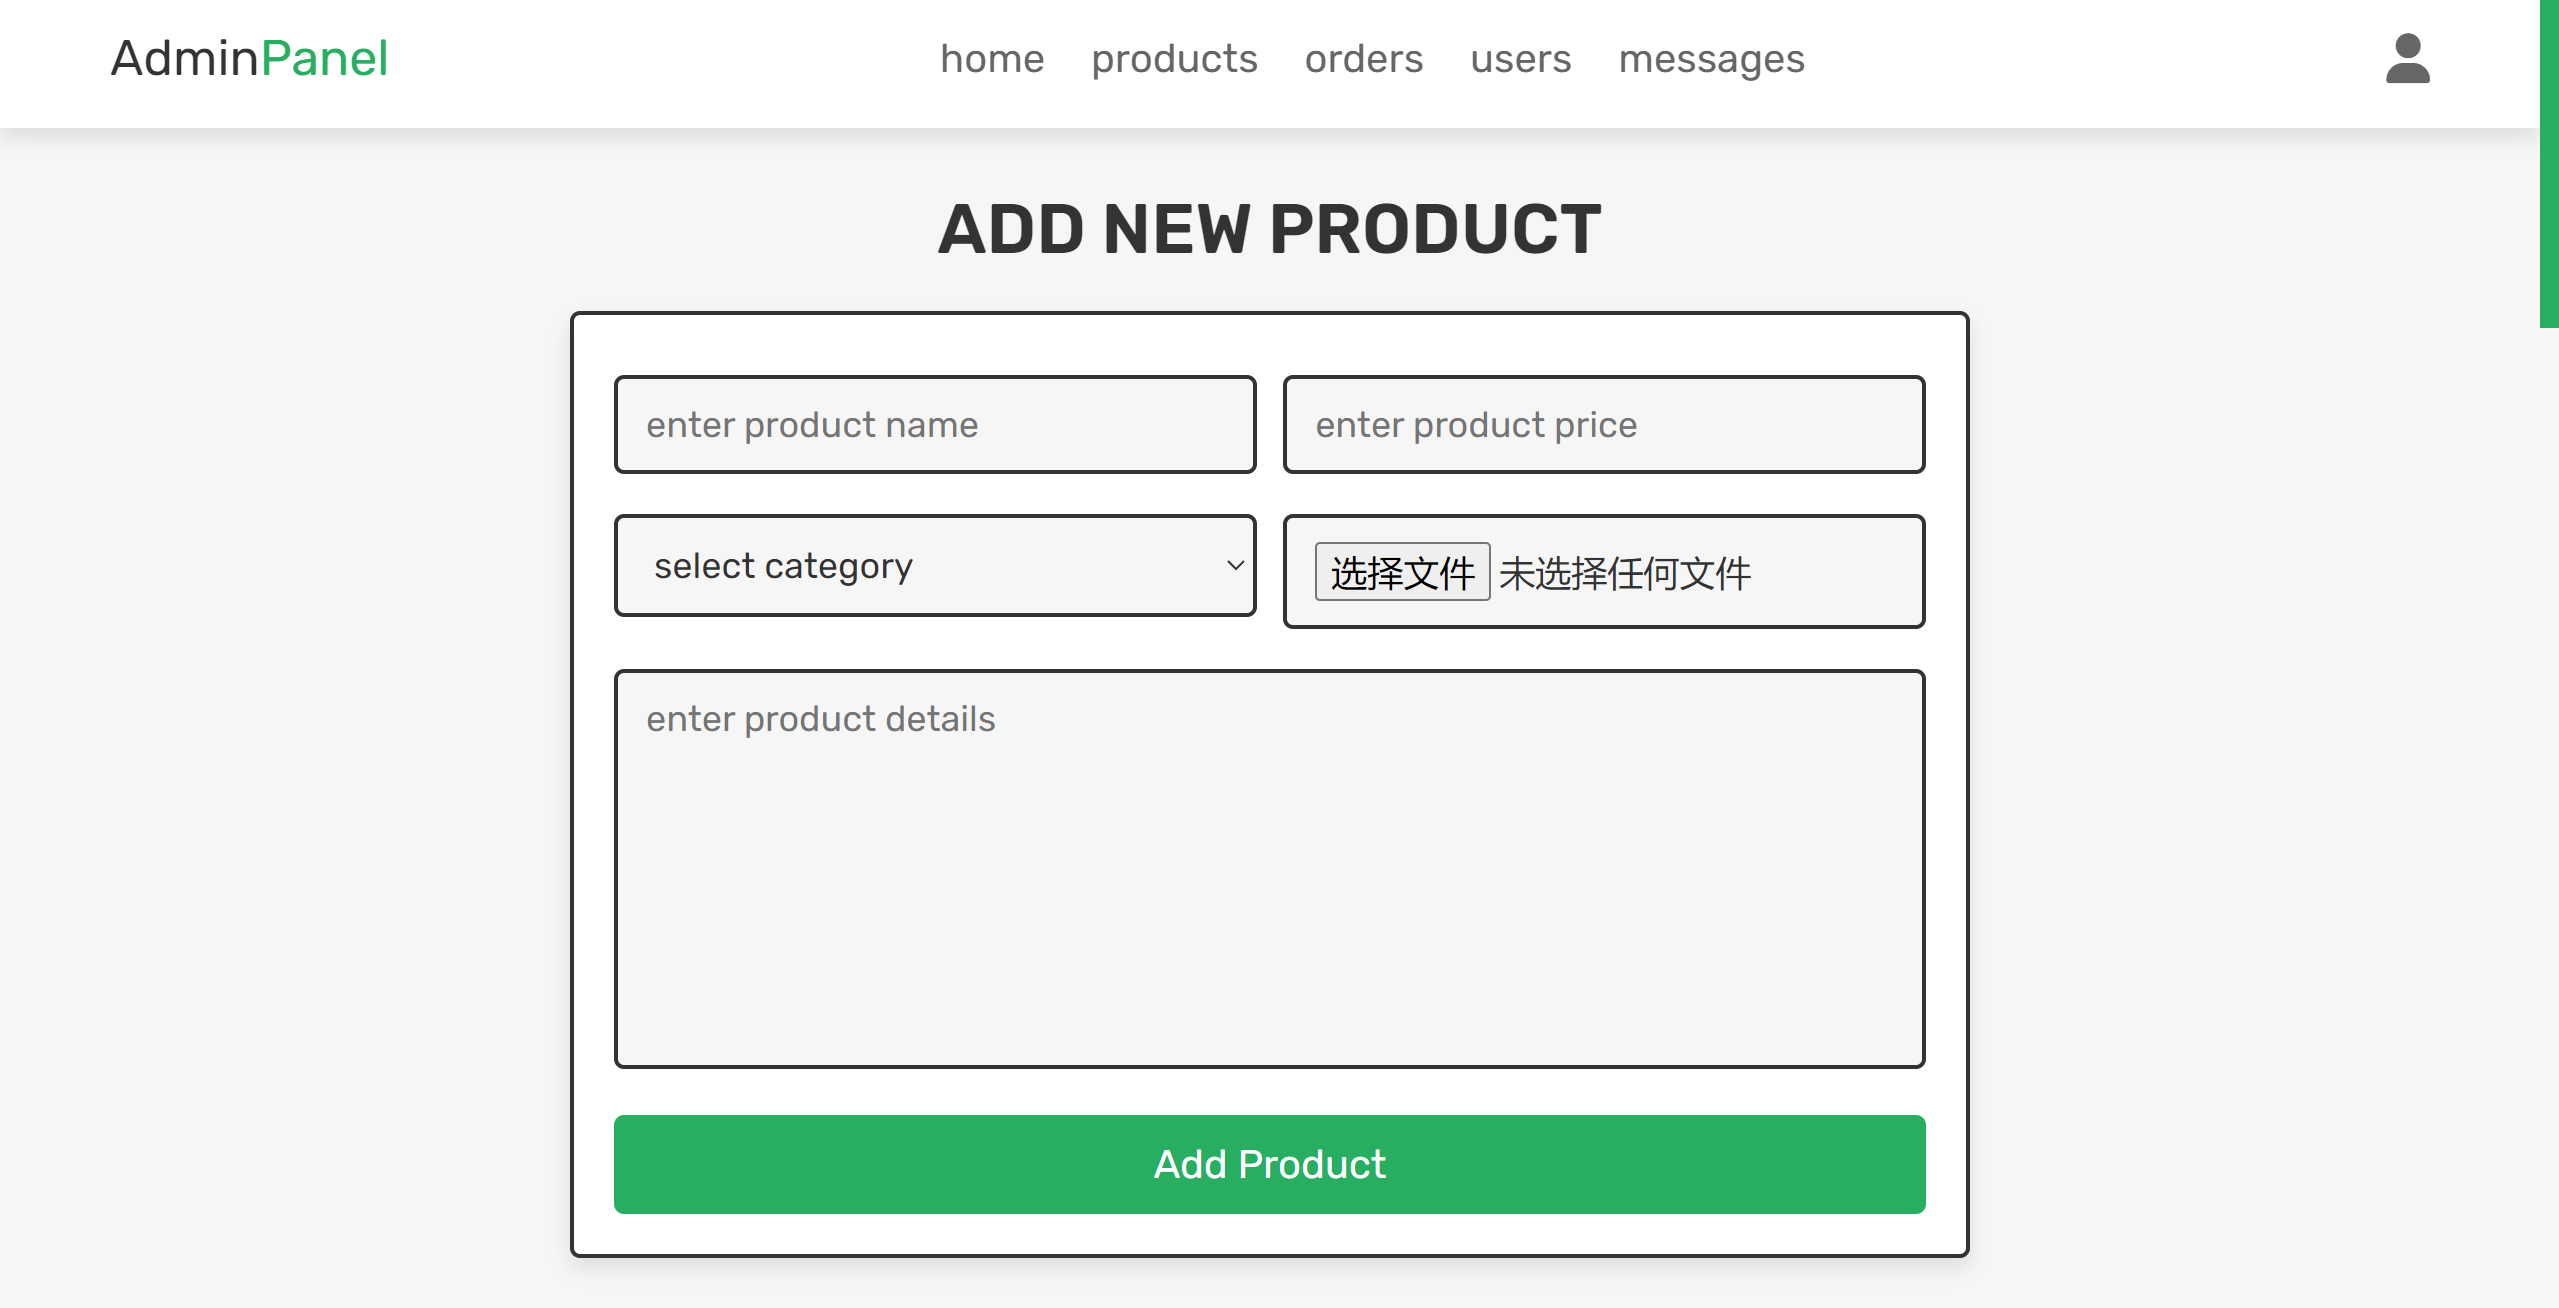 AdminPanel
home products orders users messages
ADD NEW PRODUCT
enter product name
enter product price
select category
选择文件 未选择任何文件
enter product details
Add Product